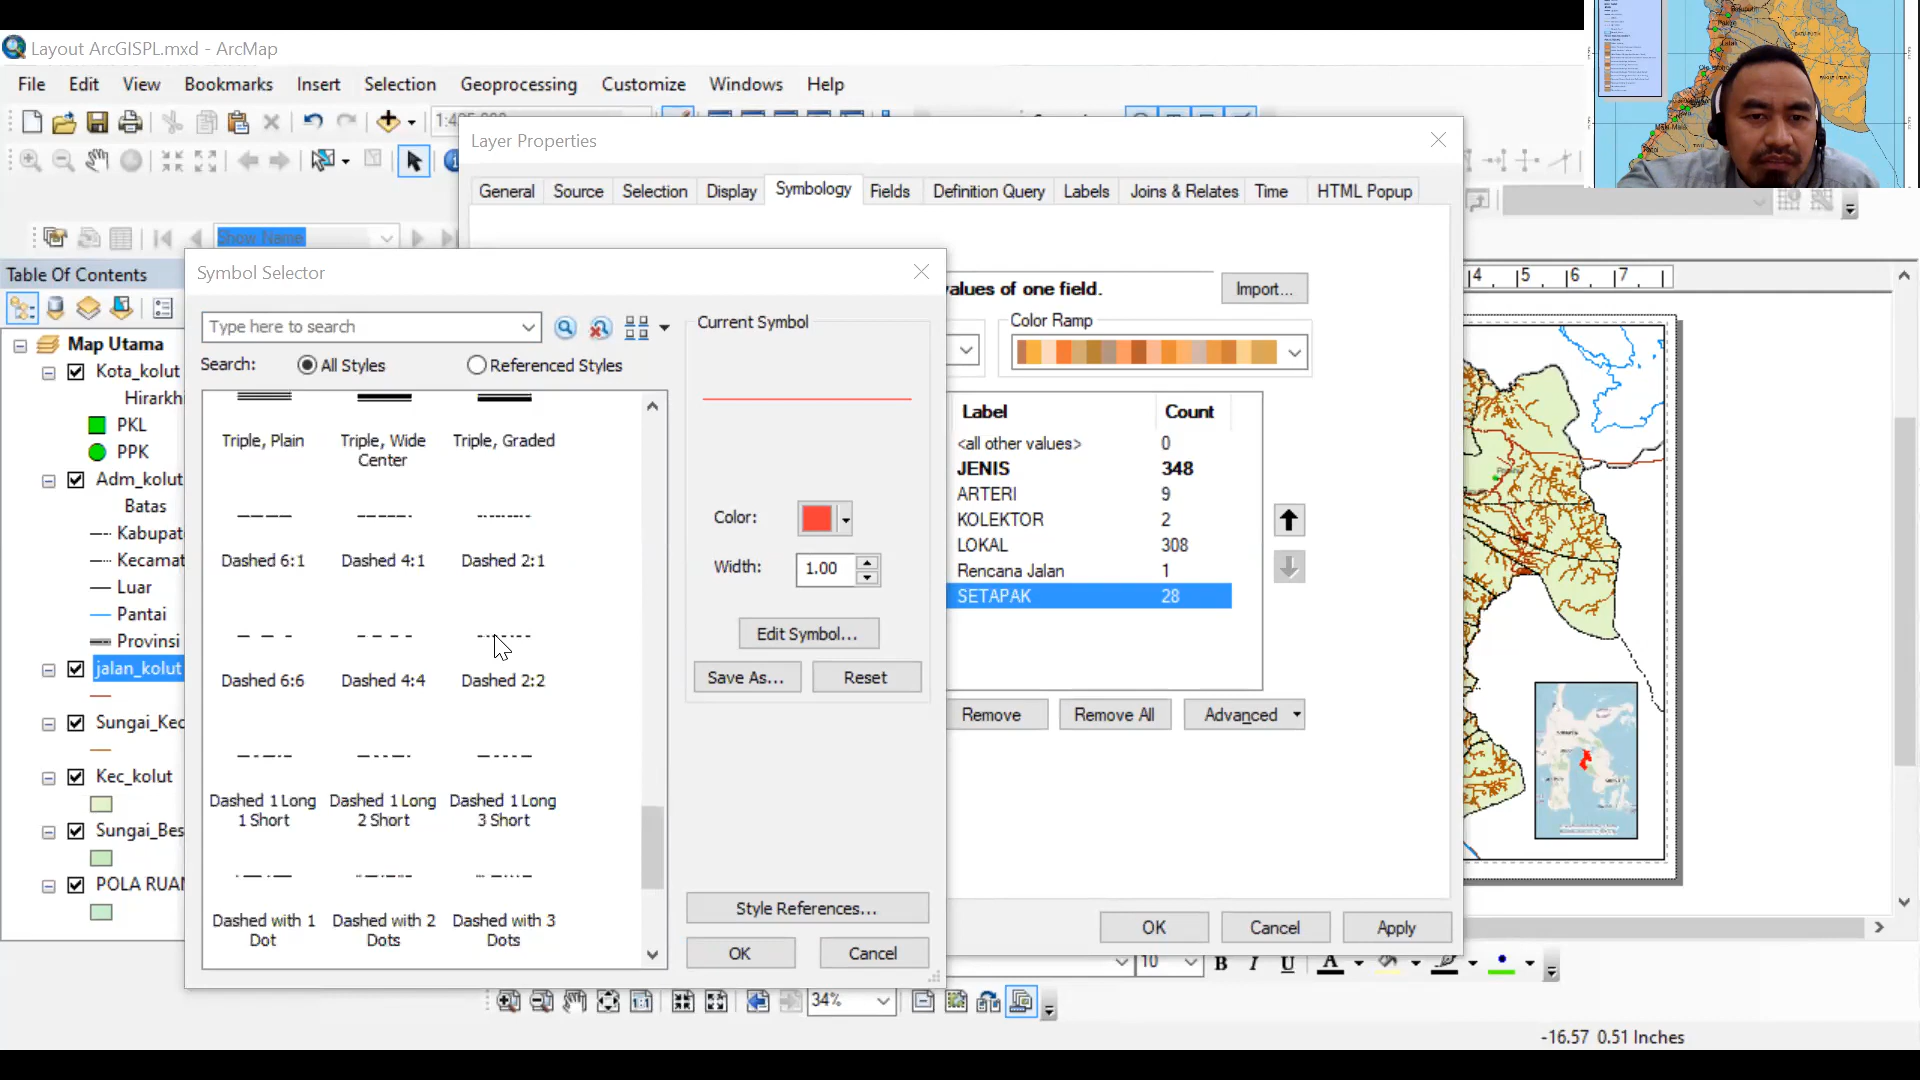 Layout ArcGISPL.mxd - ArcMap
File Edit View Bookmarks Insert Selection Geoprocessing Customize Windows Help
Layer Properties
General Source Selection Display Symbology Fields Definition Query Labels Joins & Relates Time HTML Popup
Show Name
Table Of Contents
Symbol Selector
alues of one field.
Import...
Type here to search
Current Symbol
Color Ramp
Search: All Styles Referenced Styles
Map Utama
Kota_kolut
Hirarkhi
PKL
PPK
Adm_kolut
Batas
Kabupat
Kecamat
Luar
Pantai
Provinsi
jalan_kolut
Sungai_Kec
Kec_kolut
Sungai_Bes
POLA RUAN
Triple, Plain
Triple, Wide
Center
Triple, Graded
Dashed 6:1
Dashed 4:1
Dashed 2:1
Dashed 6:6
Dashed 4:4
Dashed 2:2
Dashed 1 Long
1 Short
Dashed 1 Long
2 Short
Dashed 1 Long
3 Short
Dashed with 1
Dot
Dashed with 2
Dots
Dashed with 3
Dots
Color:
Width: 1.00
Edit Symbol...
Save As... Reset
Style References...
OK Cancel
Label Count
<all other values> 0
JENIS 348
ARTERI 9
KOLEKTOR 2
LOKAL 308
Rencana Jalan 1
SETAPAK 28
Remove Remove All Advanced
OK Cancel Apply
4 5 6 7
10 B I U A
34%
-16.57 0.51 Inches